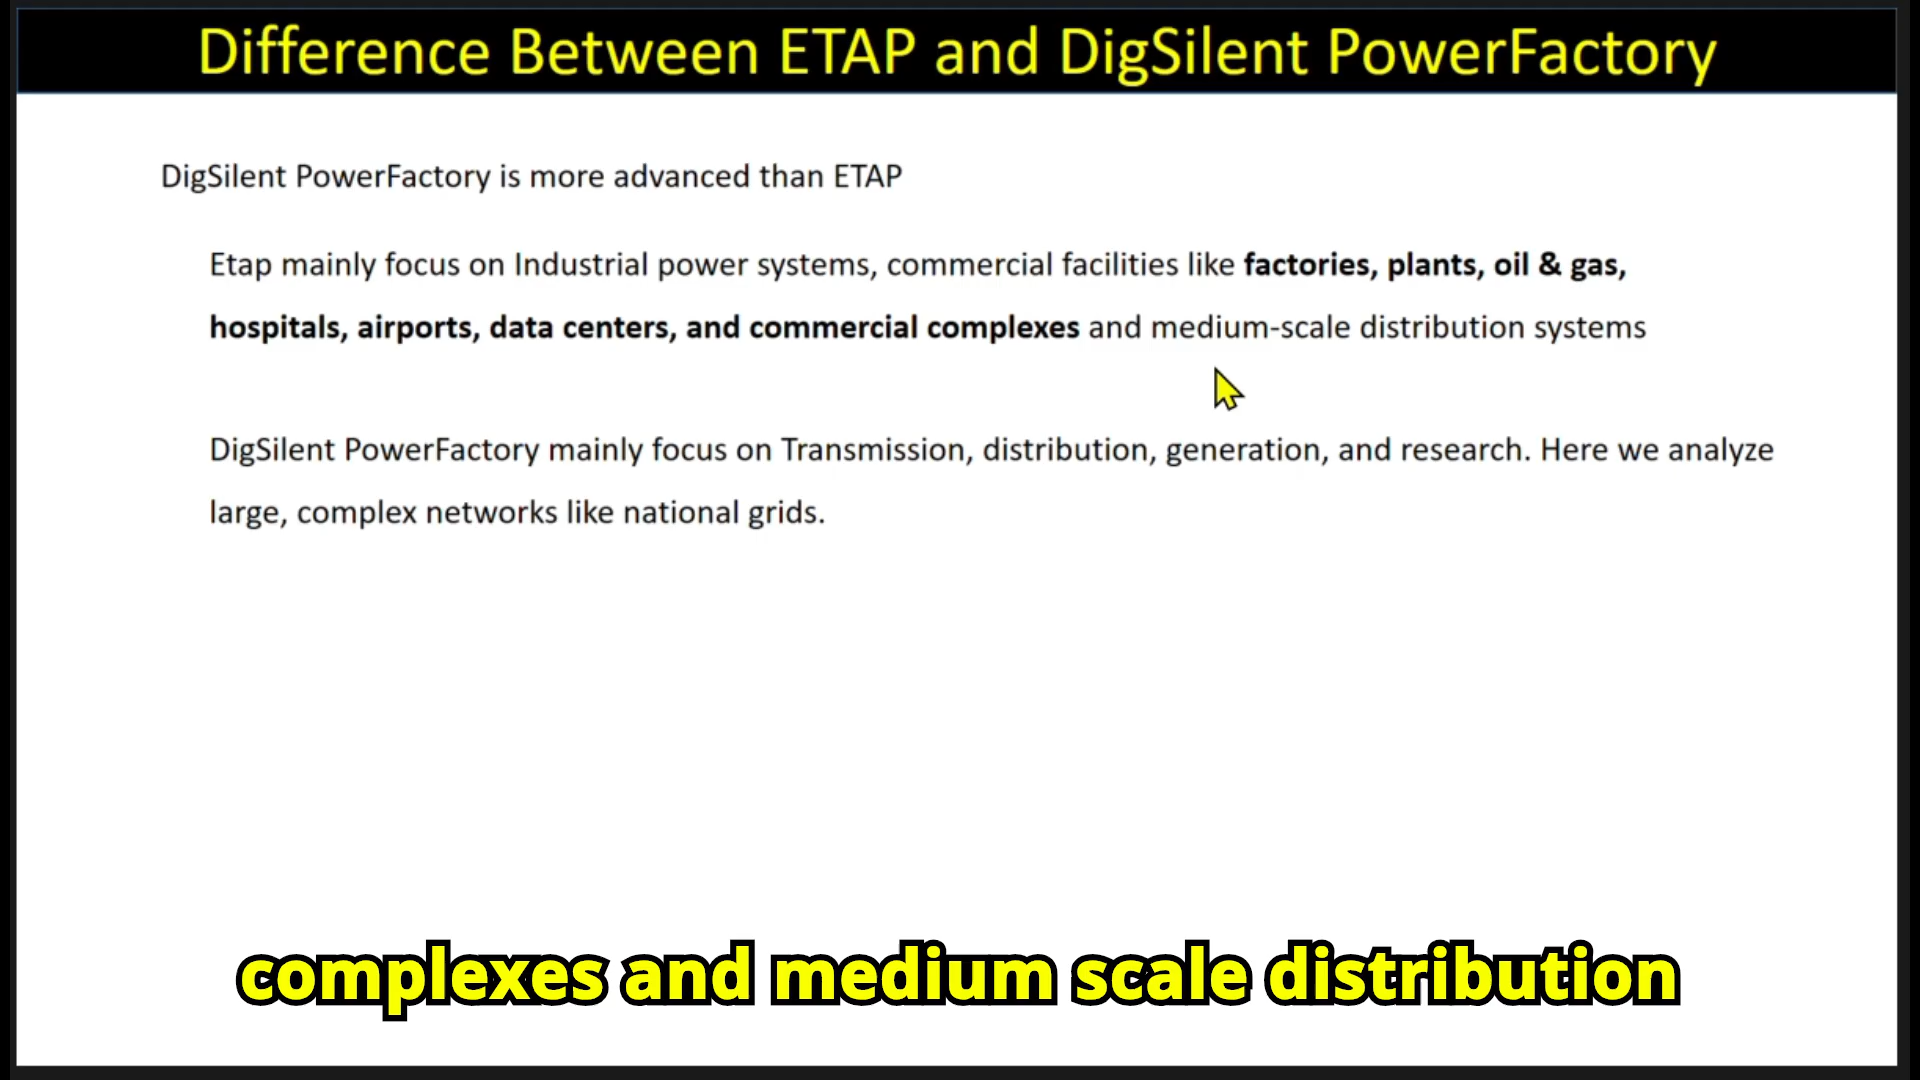 Difference Between ETAP and DigSilent PowerFactory
DigSilent PowerFactory is more advanced than ETAP
Etap mainly focus on Industrial power systems, commercial facilities like factories, plants, oil & gas,
hospitals, airports, data centers, and commercial complexes and medium-scale distribution systems
DigSilent PowerFactory mainly focus on Transmission, distribution, generation, and research. Here we analyze
large, complex networks like national grids.
complexes and medium scale distribution